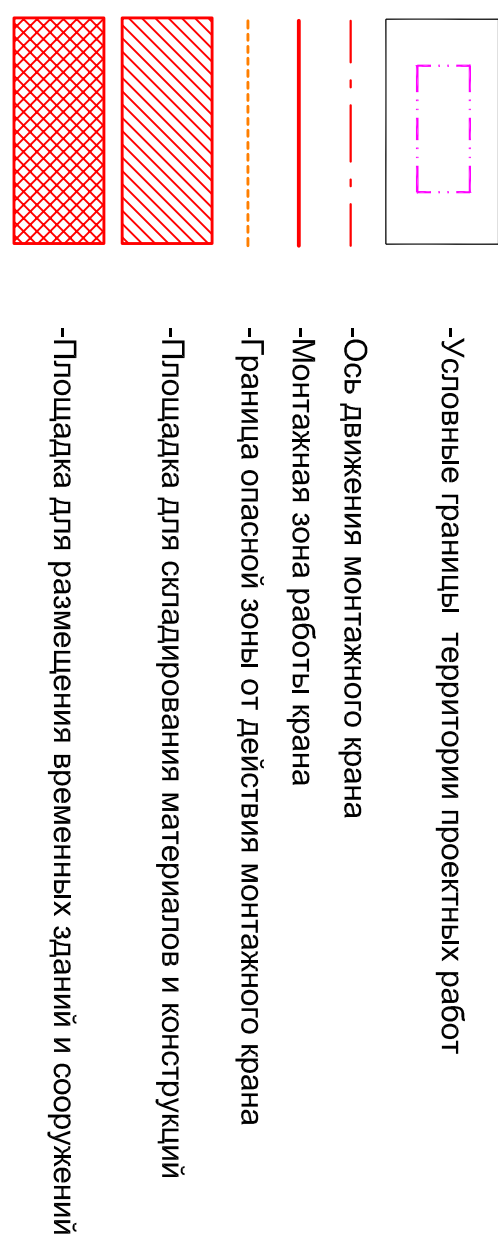 -Условные границы территории проектных работ
-Ось движения монтажного крана
-Монтажная зона работы крана
-Граница опасной зоны от действия монтажного крана
-Площадка для складирования материалов и конструкций
-Площадка для размещения временных зданий и сооружений